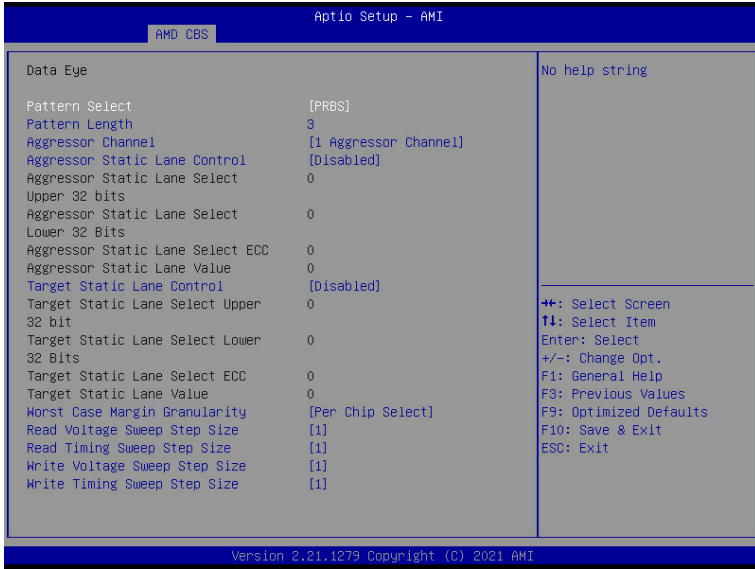 Aptio Setup - AMI
AMD CBS
Data Eye
Pattern Select [PRBS]
Pattern Length 3
Aggressor Channel [1 Aggressor Channel]
Aggressor Static Lane Control [Disabled]
Aggressor Static Lane Select 0
Upper 32 bits
Aggressor Static Lane Select 0
Lower 32 Bits
Aggressor Static Lane Select ECC 0
Aggressor Static Lane Value 0
Target Static Lane Control [Disabled]
Target Static Lane Select Upper 0
32 bit
Target Static Lane Select Lower 0
32 Bits
Target Static Lane Select ECC 0
Target Static Lane Value 0
Worst Case Margin Granularity [Per Chip Select]
Read Voltage Sweep Step Size [1]
Read Timing Sweep Step Size [1]
Write Voltage Sweep Step Size [1]
Write Timing Sweep Step Size [1]
No help string
→←: Select Screen
↑↓: Select Item
Enter: Select
+/-: Change Opt.
F1: General Help
F3: Previous Values
F9: Optimized Defaults
F10: Save & Exit
ESC: Exit
Version 2.21.1279 Copyright (C) 2021 AMI